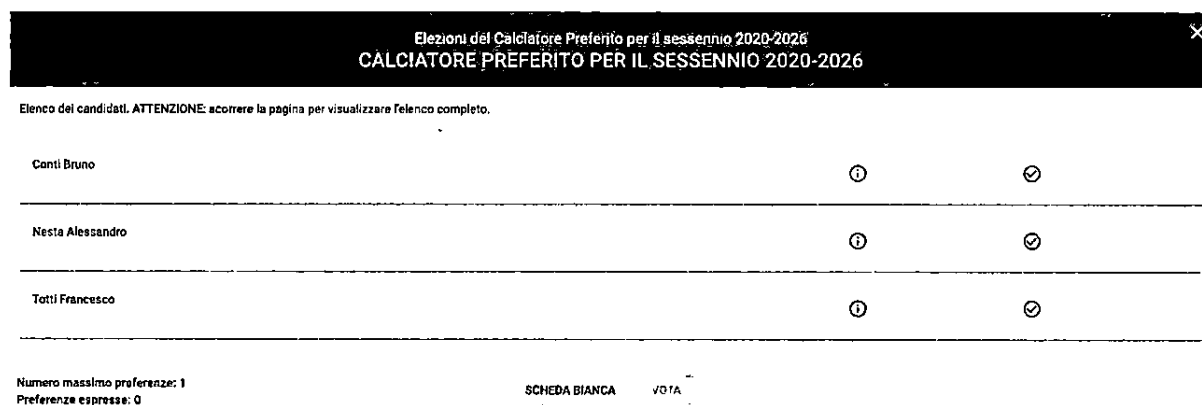 Elezioni del Calciatore Preferito per il sessennio 2020-2026
CALCIATORE PREFERITO PER IL SESSENNIO 2020-2026
Elenco dei candidati. ATTENZIONE: scorrere la pagina per visualizzare l'elenco completo.
Conti Bruno
Nesta Alessandro
Totti Francesco
Numero massimo preferenze: 1
Preferenze espresse: 0
SCHEDA BIANCA VOTA